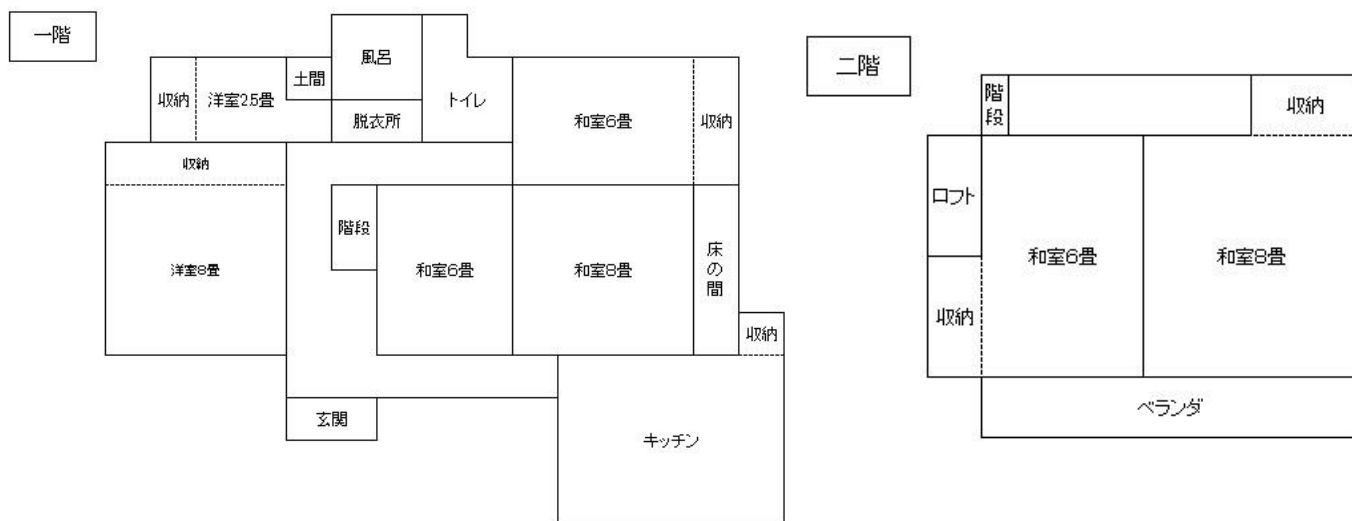 一階
風呂
土間
収納
洋室2.5畳
トイレ
脱衣所
和室6畳
収納
収納
階段
洋室8畳
和室6畳
和室8畳
床の間
収納
玄関
キッチン
二階
階段
収納
ロフト
和室6畳
和室8畳
収納
ベランダ